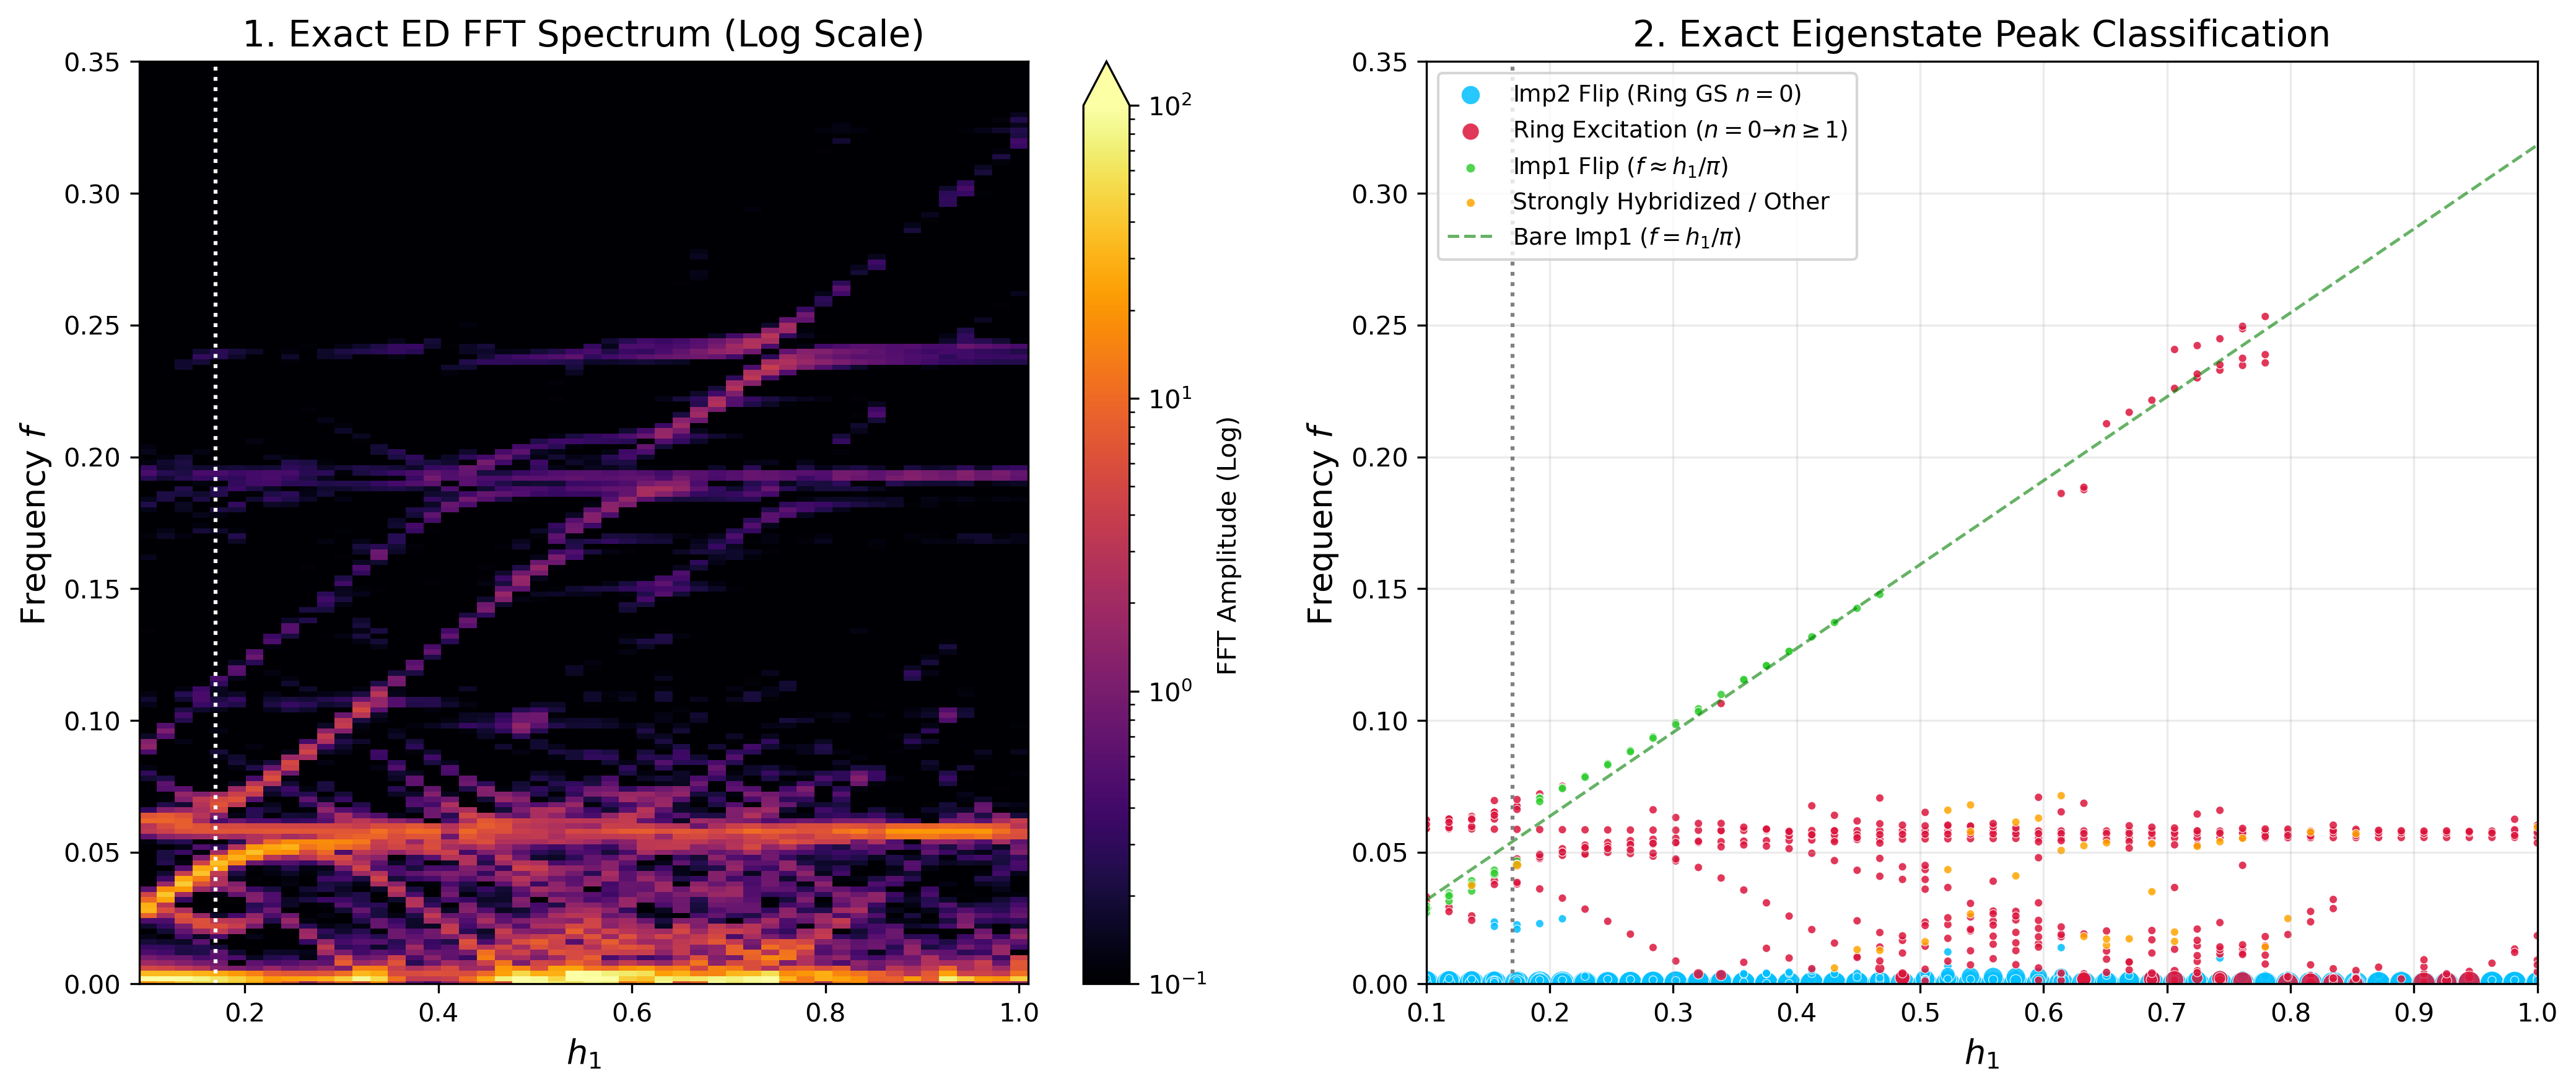 1. Exact ED FFT Spectrum (Log Scale)
Frequency f
0.35
0.30
0.25
0.20
0.15
0.10
0.05
0.00
0.2
0.4
0.6
0.8
1.0
h₁
10²
10¹
10⁰
10⁻¹
FFT Amplitude (Log)
2. Exact Eigenstate Peak Classification
Imp2 Flip (Ring GS n = 0)
Ring Excitation (n = 0→n ≥ 1)
Imp1 Flip (f ≈ h₁/π)
Strongly Hybridized / Other
Bare Imp1 (f = h₁/π)
Frequency f
0.35
0.30
0.25
0.20
0.15
0.10
0.05
0.00
0.1
0.2
0.3
0.4
0.5
0.6
0.7
0.8
0.9
1.0
h₁